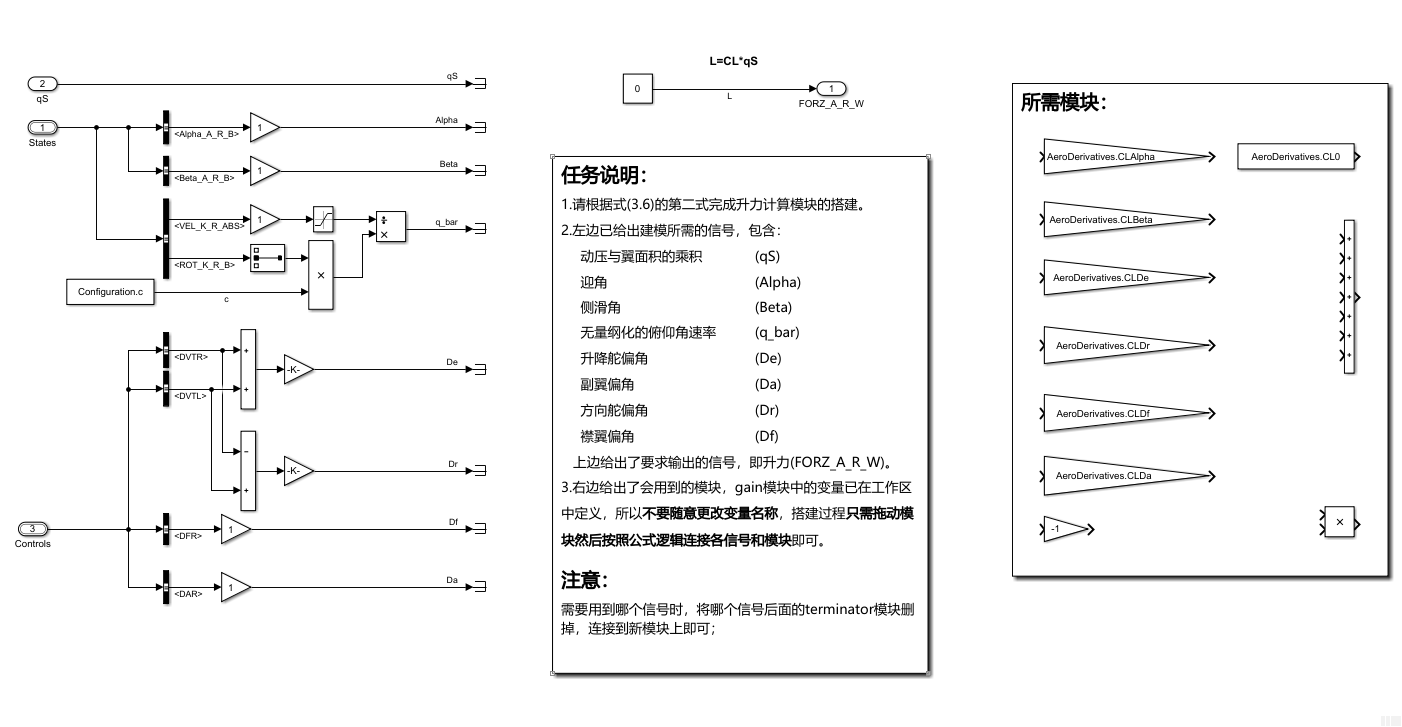 2
qS
qS
1
States
<Alpha_A_R_B>
1
Alpha
<Beta_A_R_B>
1
Beta
<VEL_K_R_ABS>
1
÷
×
q_bar
<ROT_K_R_B>
×
Configuration.c
c
<DVTR>
+
-K-
De
<DVTL>
+
−
-K-
Dr
+
3
Controls
<DFR>
1
Df
<DAR>
1
Da
L=CL*qS
0
L
1
FORZ_A_R_W
任务说明：
1.请根据式(3.6)的第二式完成升力计算模块的搭建。
2.左边已给出建模所需的信号，包含：
动压与翼面积的乘积 (qS)
迎角 (Alpha)
侧滑角 (Beta)
无量纲化的俯仰角速率 (q_bar)
升降舵偏角 (De)
副翼偏角 (Da)
方向舵偏角 (Dr)
襟翼偏角 (Df)
上边给出了要求输出的信号，即升力(FORZ_A_R_W)。
3.右边给出了会用到的模块，gain模块中的变量已在工作区
中定义，所以不要随意更改变量名称，搭建过程只需拖动模
块然后按照公式逻辑连接各信号和模块即可。
注意：
需要用到哪个信号时，将哪个信号后面的terminator模块删
掉，连接到新模块上即可；
所需模块：
AeroDerivatives.CLAlpha
AeroDerivatives.CL0
AeroDerivatives.CLBeta
AeroDerivatives.CLDe
AeroDerivatives.CLDr
AeroDerivatives.CLDf
AeroDerivatives.CLDa
-1
+
+
+
+
+
+
+
×